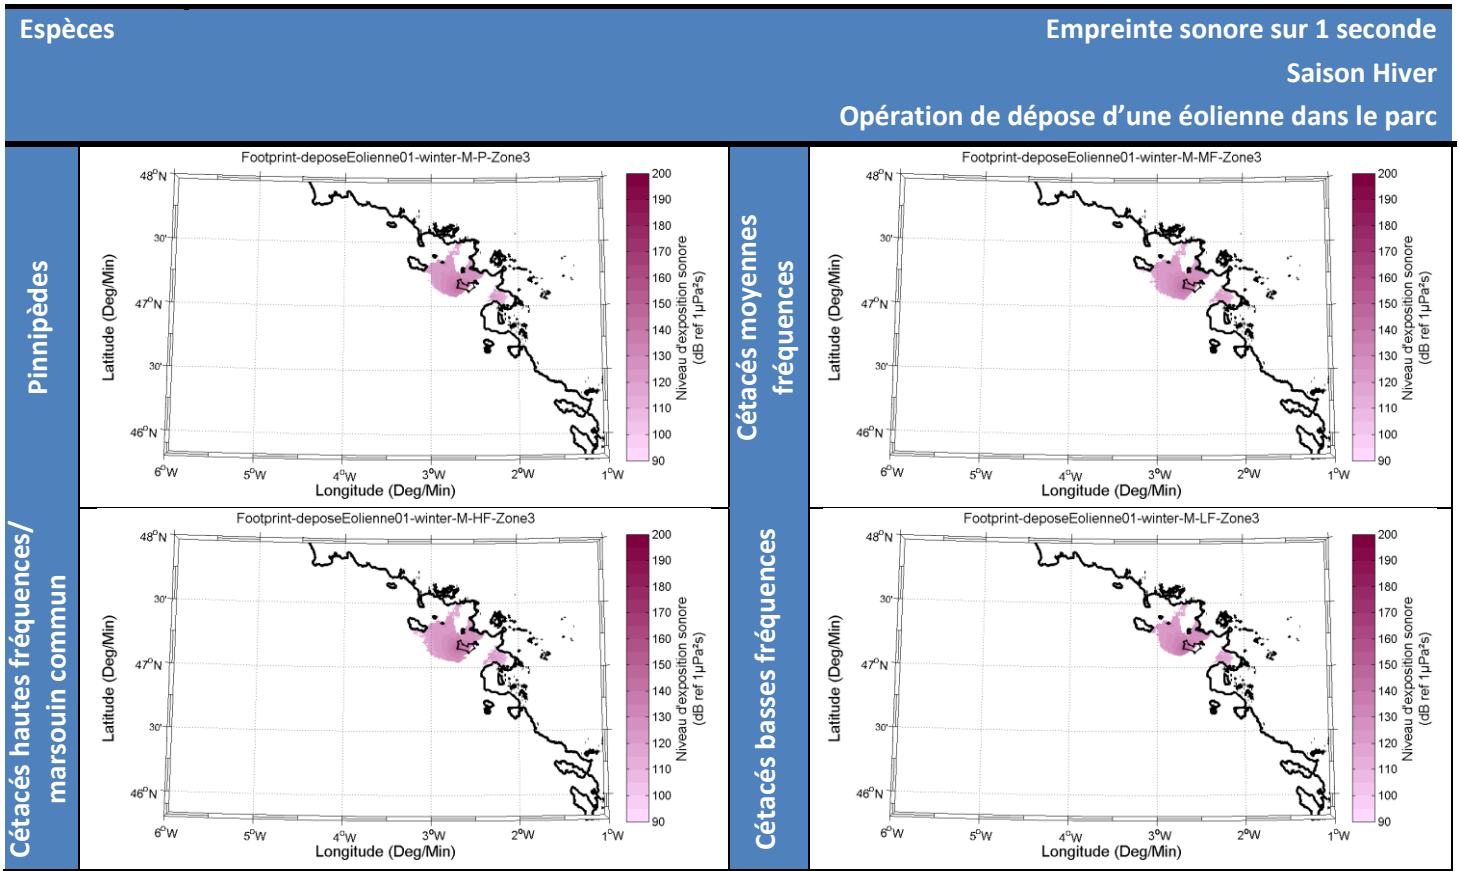 Espèces
Empreinte sonore sur 1 seconde
Saison Hiver
Opération de dépose d'une éolienne dans le parc
Pinnipèdes
Footprint-deposeEolienne01-winter-M-P-Zone3
48°N
30'
47°N
30'
46°N
6°W 5°W 4°W 3°W 2°W 1°W
Latitude (Deg/Min)
Longitude (Deg/Min)
200
190
180
170
160
150
140
130
120
110
100
90
Niveau d'exposition sonore
(dB ref 1µPa²s)
Cétacés moyennes
fréquences
Footprint-deposeEolienne01-winter-M-MF-Zone3
48°N
30'
47°N
30'
46°N
6°W 5°W 4°W 3°W 2°W 1°W
Latitude (Deg/Min)
Longitude (Deg/Min)
200
190
180
170
160
150
140
130
120
110
100
90
Niveau d'exposition sonore
(dB ref 1µPa²s)
Cétacés hautes fréquences/
marsouin commun
Footprint-deposeEolienne01-winter-M-HF-Zone3
48°N
30'
47°N
30'
46°N
6°W 5°W 4°W 3°W 2°W 1°W
Latitude (Deg/Min)
Longitude (Deg/Min)
200
190
180
170
160
150
140
130
120
110
100
90
Niveau d'exposition sonore
(dB ref 1µPa²s)
Cétacés basses fréquences
Footprint-deposeEolienne01-winter-M-LF-Zone3
48°N
30'
47°N
30'
46°N
6°W 5°W 4°W 3°W 2°W 1°W
Latitude (Deg/Min)
Longitude (Deg/Min)
200
190
180
170
160
150
140
130
120
110
100
90
Niveau d'exposition sonore
(dB ref 1µPa²s)